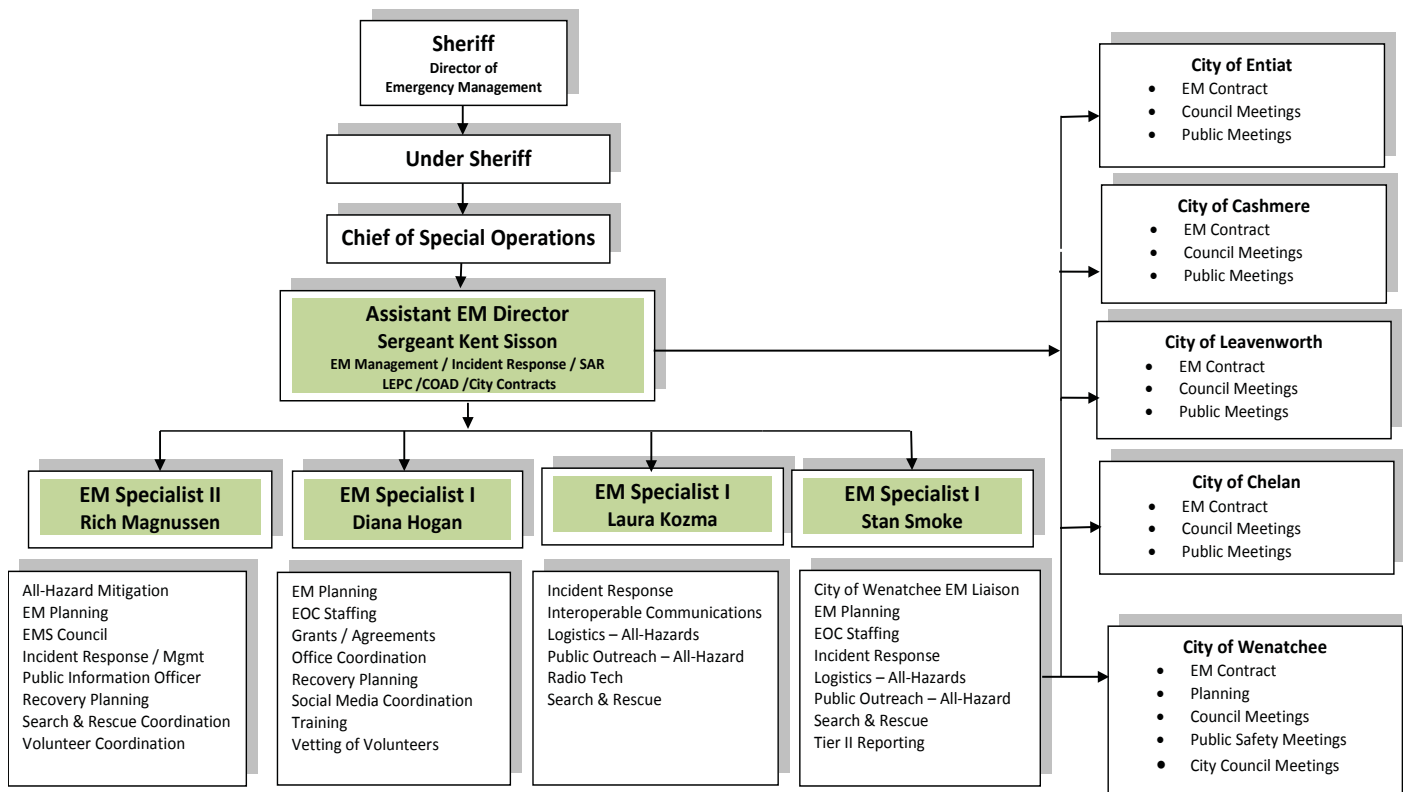 Sheriff
Director of
Emergency Management
Under Sheriff
Chief of Special Operations
Assistant EM Director
Sergeant Kent Sisson
EM Management / Incident Response / SAR
LEPC /COAD /City Contracts
EM Specialist II
Rich Magnussen
EM Specialist I
Diana Hogan
EM Specialist I
Laura Kozma
EM Specialist I
Stan Smoke
All-Hazard Mitigation
EM Planning
EMS Council
Incident Response / Mgmt
Public Information Officer
Recovery Planning
Search & Rescue Coordination
Volunteer Coordination
EM Planning
EOC Staffing
Grants / Agreements
Office Coordination
Recovery Planning
Social Media Coordination
Training
Vetting of Volunteers
Incident Response
Interoperable Communications
Logistics – All-Hazards
Public Outreach – All-Hazard
Radio Tech
Search & Rescue
City of Wenatchee EM Liaison
EM Planning
EOC Staffing
Incident Response
Logistics – All-Hazards
Public Outreach – All-Hazard
Search & Rescue
Tier II Reporting
City of Entiat
• EM Contract
• Council Meetings
• Public Meetings
City of Cashmere
• EM Contract
• Council Meetings
• Public Meetings
City of Leavenworth
• EM Contract
• Council Meetings
• Public Meetings
City of Chelan
• EM Contract
• Council Meetings
• Public Meetings
City of Wenatchee
• EM Contract
• Planning
• Council Meetings
• Public Safety Meetings
• City Council Meetings